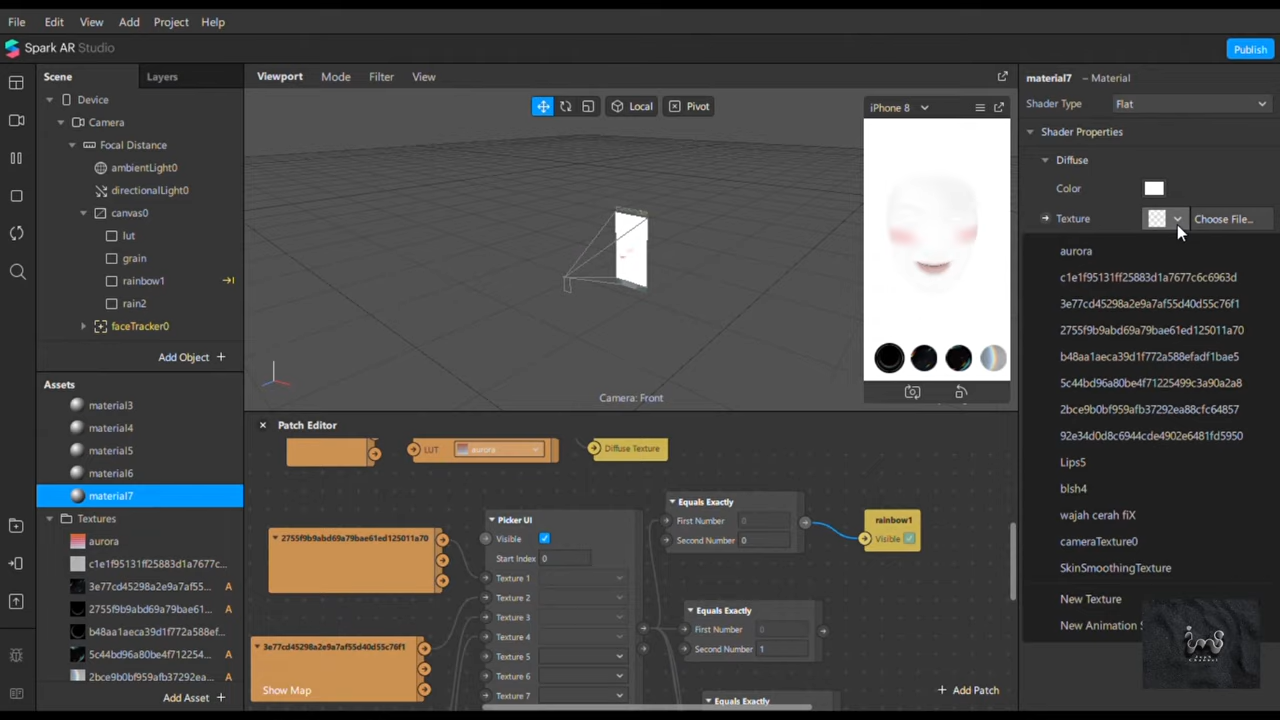 File Edit View Add Project Help
Spark AR Studio
Publish
Scene Layers
Viewport Mode Filter View
material7 – Material
Device
Camera
Focal Distance
ambientLight0
directionalLight0
canvas0
lut
grain
rainbow1
rain2
faceTracker0
Add Object +
Local
Pivot
iPhone 8
Camera: Front
Shader Type Flat
Shader Properties
Diffuse
Color
Texture Choose File...
aurora
c1e1f95131ff25883d1a7677c6c6963d
3e77cd45298a2e9a7af55d40d55c76f1
2755f9b9abd69a79bae61ed125011a70
b48aa1aeca39d1f772a588efadf1bae5
5c44bd96a80be4f71225499c3a90a2a8
2bce9b0bf959afb37292ea88cfc64857
92e34d0d8c6944cde4902e6481fd5950
Lips5
blsh4
wajah cerah fiX
cameraTexture0
SkinSmoothingTexture
New Texture
New Animation S
Assets
material3
material4
material5
material6
material7
Textures
aurora
c1e1f95131ff25883d1a7677c...
3e77cd45298a2e9a7af55... A
2755f9b9abd69a79bae61... A
b48aa1aeca39d1f772a588... A
5c44bd96a80be4f712254... A
2bce9b0bf959afb37292ea... A
Add Asset +
Patch Editor
LUT aurora
Diffuse Texture
2755f9b9abd69a79bae61ed125011a70
3e77cd45298a2e9a7af55d40d55c76f1
Show Map
Picker UI
Visible
Start Index 0
Texture 1
Texture 2
Texture 3
Texture 4
Texture 5
Texture 6
Texture 7
Equals Exactly
First Number 0
Second Number 0
rainbow1
Visible
Equals Exactly
First Number 0
Second Number 1
Equals Exactly
+ Add Patch